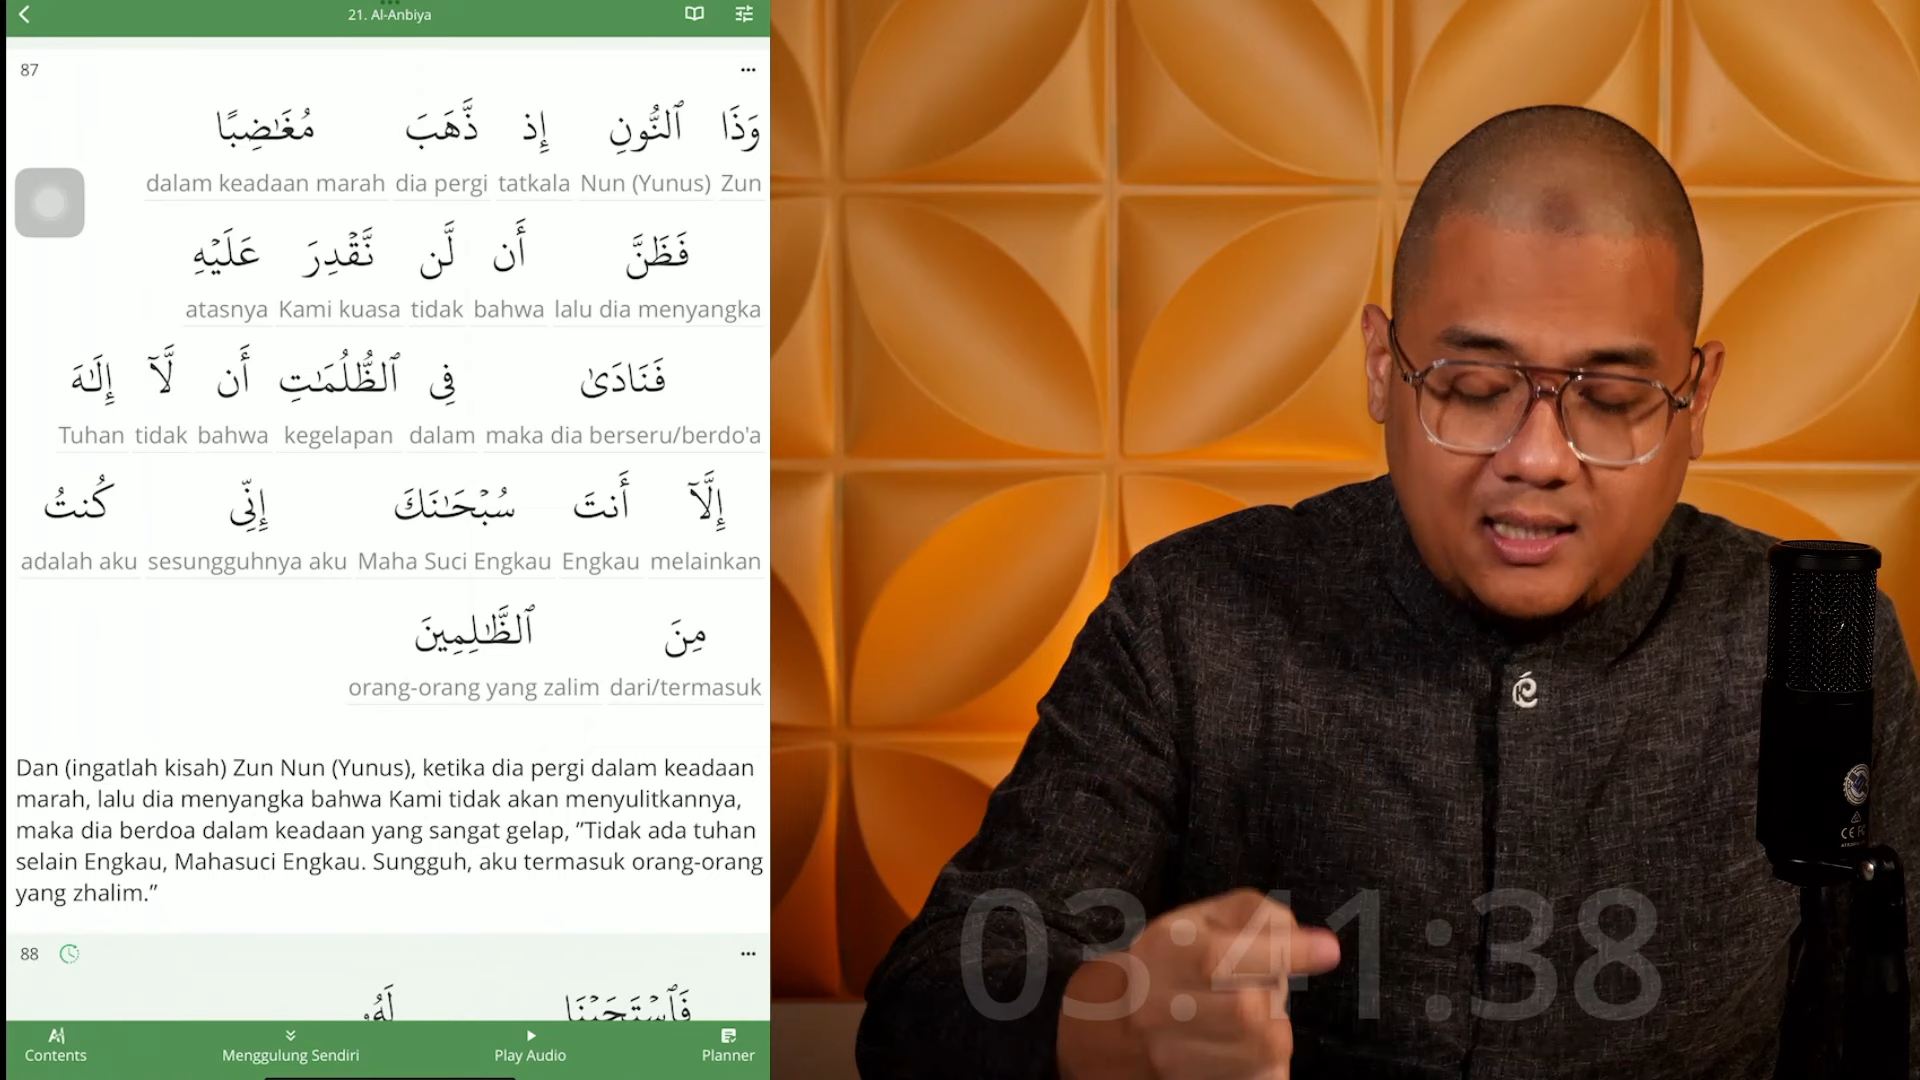 21. Al-Anbiya
87
وَذَا ٱلنُّونِ إِذ ذَّهَبَ مُغَـٰضِبًا
dalam keadaan marah dia pergi tatkala Nun (Yunus) Zun
فَظَنَّ أَن لَّن نَّقْدِرَ عَلَيْهِ
atasnya Kami kuasa tidak bahwa lalu dia menyangka
فَنَادَىٰ فِى ٱلظُّلُمَـٰتِ أَن لَّآ إِلَـٰهَ
Tuhan tidak bahwa kegelapan dalam maka dia berseru/berdo'a
إِلَّآ أَنتَ سُبْحَـٰنَكَ إِنِّى كُنتُ
adalah aku sesungguhnya aku Maha Suci Engkau Engkau melainkan
مِنَ ٱلظَّـٰلِمِينَ
orang-orang yang zalim dari/termasuk
Dan (ingatlah kisah) Zun Nun (Yunus), ketika dia pergi dalam keadaan
marah, lalu dia menyangka bahwa Kami tidak akan menyulitkannya,
maka dia berdoa dalam keadaan yang sangat gelap, ”Tidak ada tuhan
selain Engkau, Mahasuci Engkau. Sungguh, aku termasuk orang-orang
yang zhalim.”
88
فَٱسْتَجَبْنَا لَهُۥ
Contents Menggulung Sendiri Play Audio Planner
03:41:38